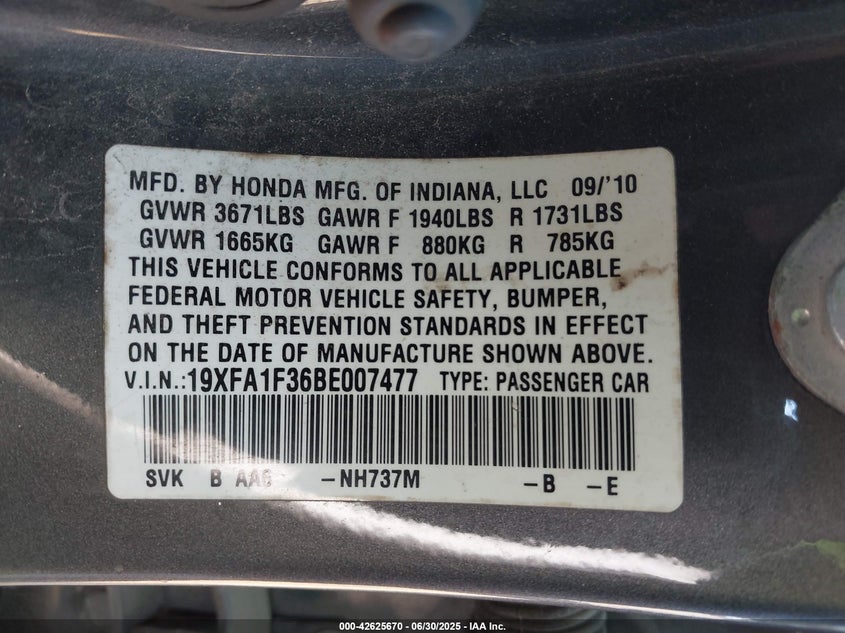 MFD. BY HONDA MFG. OF INDIANA, LLC 09/'10
GVWR 3671LBS GAWR F 1940LBS R 1731LBS
GVWR 1665KG GAWR F 880KG R 785KG
THIS VEHICLE CONFORMS TO ALL APPLICABLE
FEDERAL MOTOR VEHICLE SAFETY, BUMPER,
AND THEFT PREVENTION STANDARDS IN EFFECT
ON THE DATE OF MANUFACTURE SHOWN ABOVE.
V.I.N.:19XFA1F36BE007477 TYPE: PASSENGER CAR
SVK B -NH737M -B -E
000-42625670 - 06/30/2025 - IAA Inc.